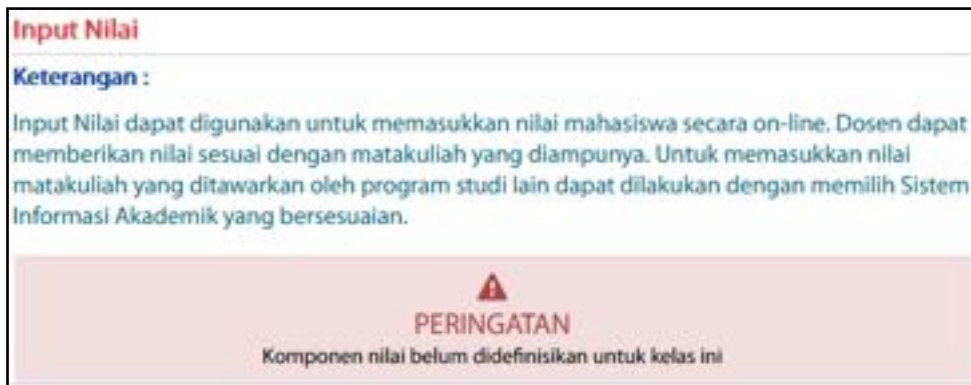 Input Nilai
Keterangan :
Input Nilai dapat digunakan untuk memasukkan nilai mahasiswa secara on-line. Dosen dapat
memberikan nilai sesuai dengan matakuliah yang diampunya. Untuk memasukkan nilai
matakuliah yang ditawarkan oleh program studi lain dapat dilakukan dengan memilih Sistem
Informasi Akademik yang bersesuaian.
PERINGATAN
Komponen nilai belum didefinisikan untuk kelas ini